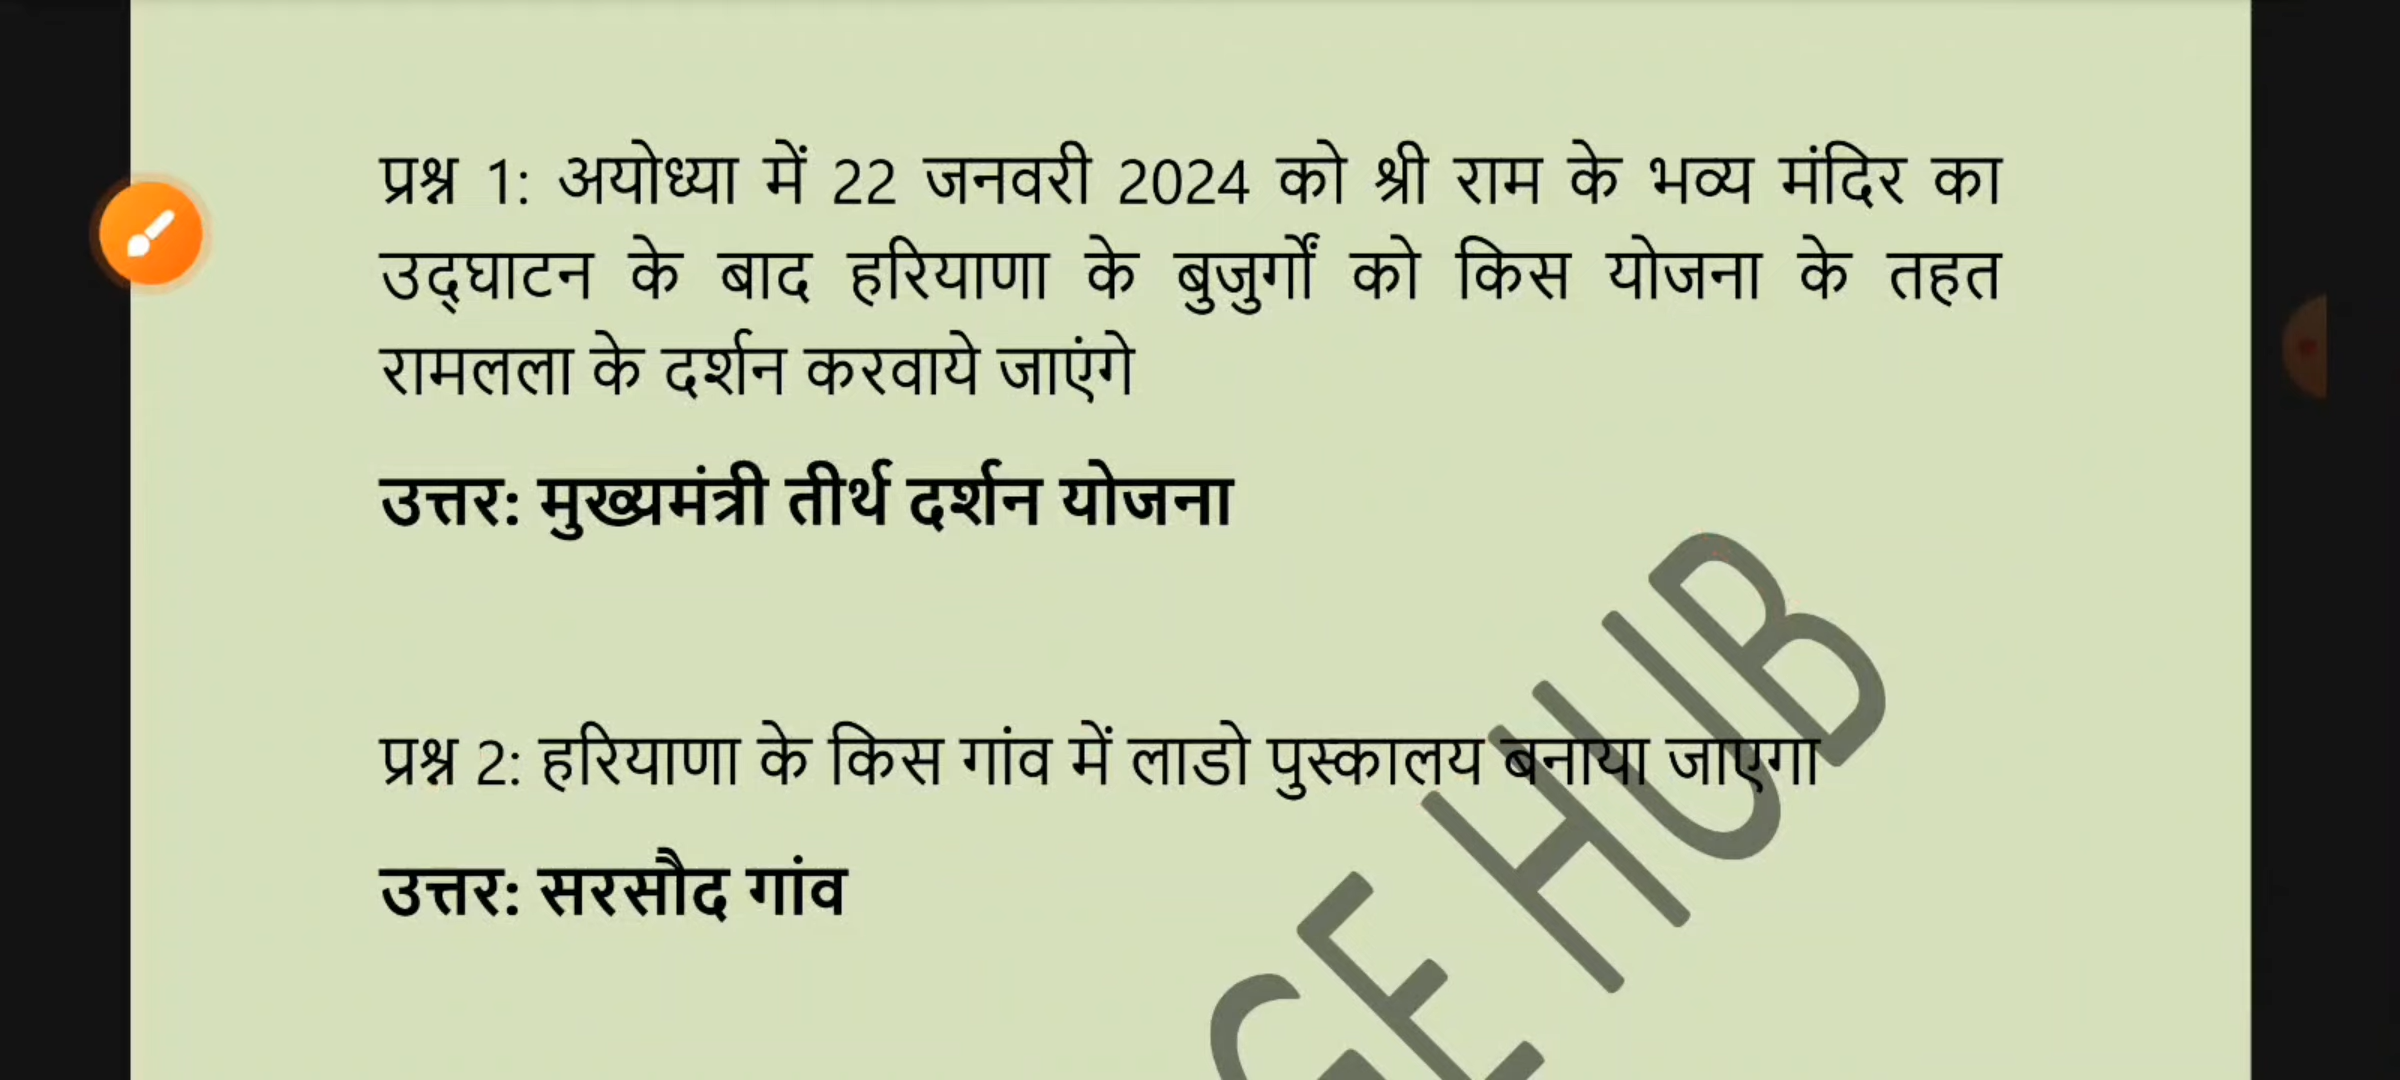 प्रश्न 1: अयोध्या में 22 जनवरी 2024 को श्री राम के भव्य मंदिर का
उद्घाटन के बाद हरियाणा के बुजुर्गों को किस योजना के तहत
रामलला के दर्शन करवाये जाएंगे
उत्तर: मुख्यमंत्री तीर्थ दर्शन योजना
प्रश्न 2: हरियाणा के किस गांव में लाडो पुस्कालय बनाया जाएगा
उत्तर: सरसौद गांव
GE HUB